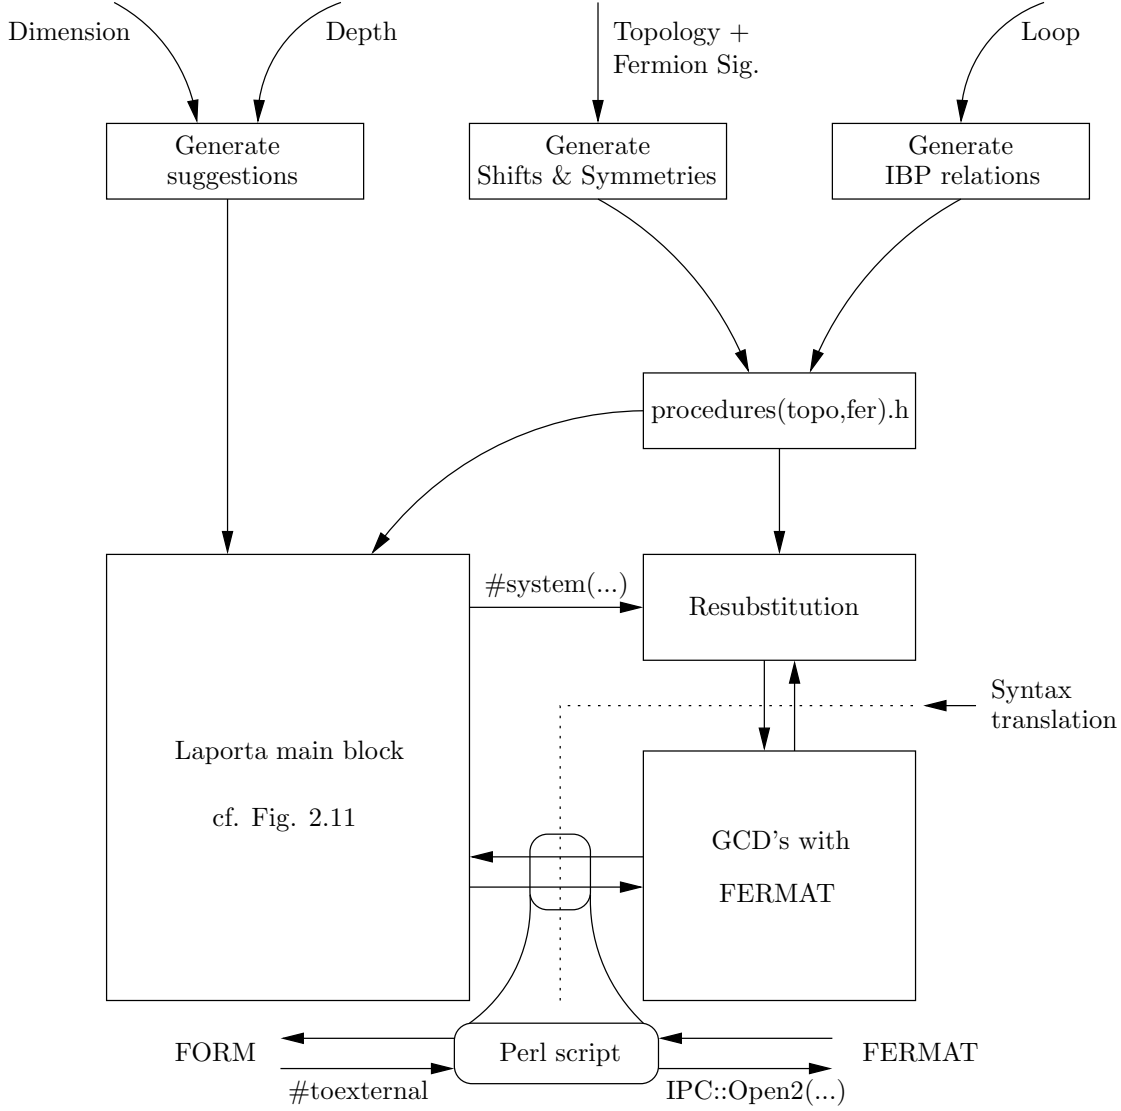 Dimension
Depth
Topology +
Fermion Sig.
Loop
Generate
suggestions
Generate
Shifts & Symmetries
Generate
IBP relations
procedures(topo,fer).h
#system(...)
Resubstitution
Syntax
translation
Laporta main block
cf. Fig. 2.11
GCD's with
FERMAT
FORM
Perl script
FERMAT
#toexternal
IPC::Open2(...)